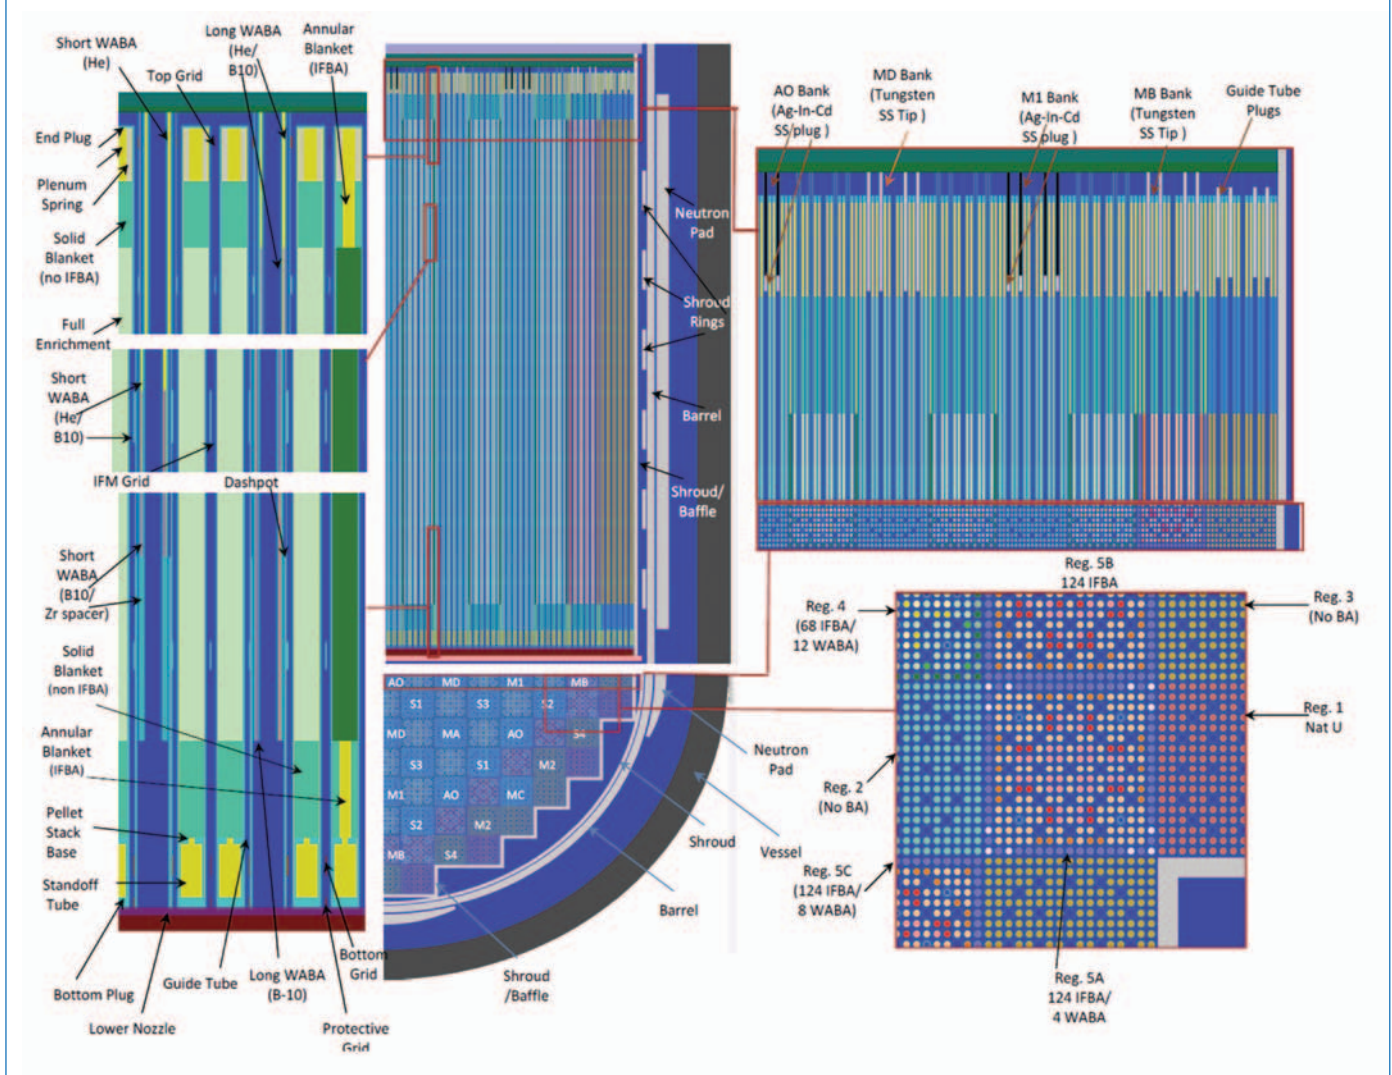 Short WABA
(He)
Top Grid
Long WABA
(He/
B10)
Annular
Blanket
(IFBA)
End Plug
Plenum
Spring
Solid
Blanket
(no IFBA)
Full
Enrichment
Short
WABA
(He/
B10)
IFM Grid
Dashpot
Short
WABA
(B10/
Zr spacer)
Solid
Blanket
(non IFBA)
Annular
Blanket
(IFBA)
Pellet
Stack
Base
Standoff
Tube
Bottom Plug
Lower Nozzle
Guide Tube
Long WABA
(B-10)
Bottom
Grid
Protective
Grid
Neutron
Pad
Shroud
Rings
Barrel
Shroud/
Baffle
AO MD M1 MB
S1 S3 S2
MD MA AO S4
S3 S1 M2
M1 AO MC
S2 M2
MB S4
Neutron
Pad
Shroud
Vessel
Barrel
Shroud
/Baffle
AO Bank
(Ag-In-Cd
SS plug )
MD Bank
(Tungsten
SS Tip )
M1 Bank
(Ag-In-Cd
SS plug )
MB Bank
(Tungsten
SS Tip )
Guide Tube
Plugs
Reg. 5B
124 IFBA
Reg. 4
(68 IFBA/
12 WABA)
Reg. 3
(No BA)
Reg. 1
Nat U
Reg. 2
(No BA)
Reg. 5C
(124 IFBA/
8 WABA)
Reg. 5A
124 IFBA/
4 WABA